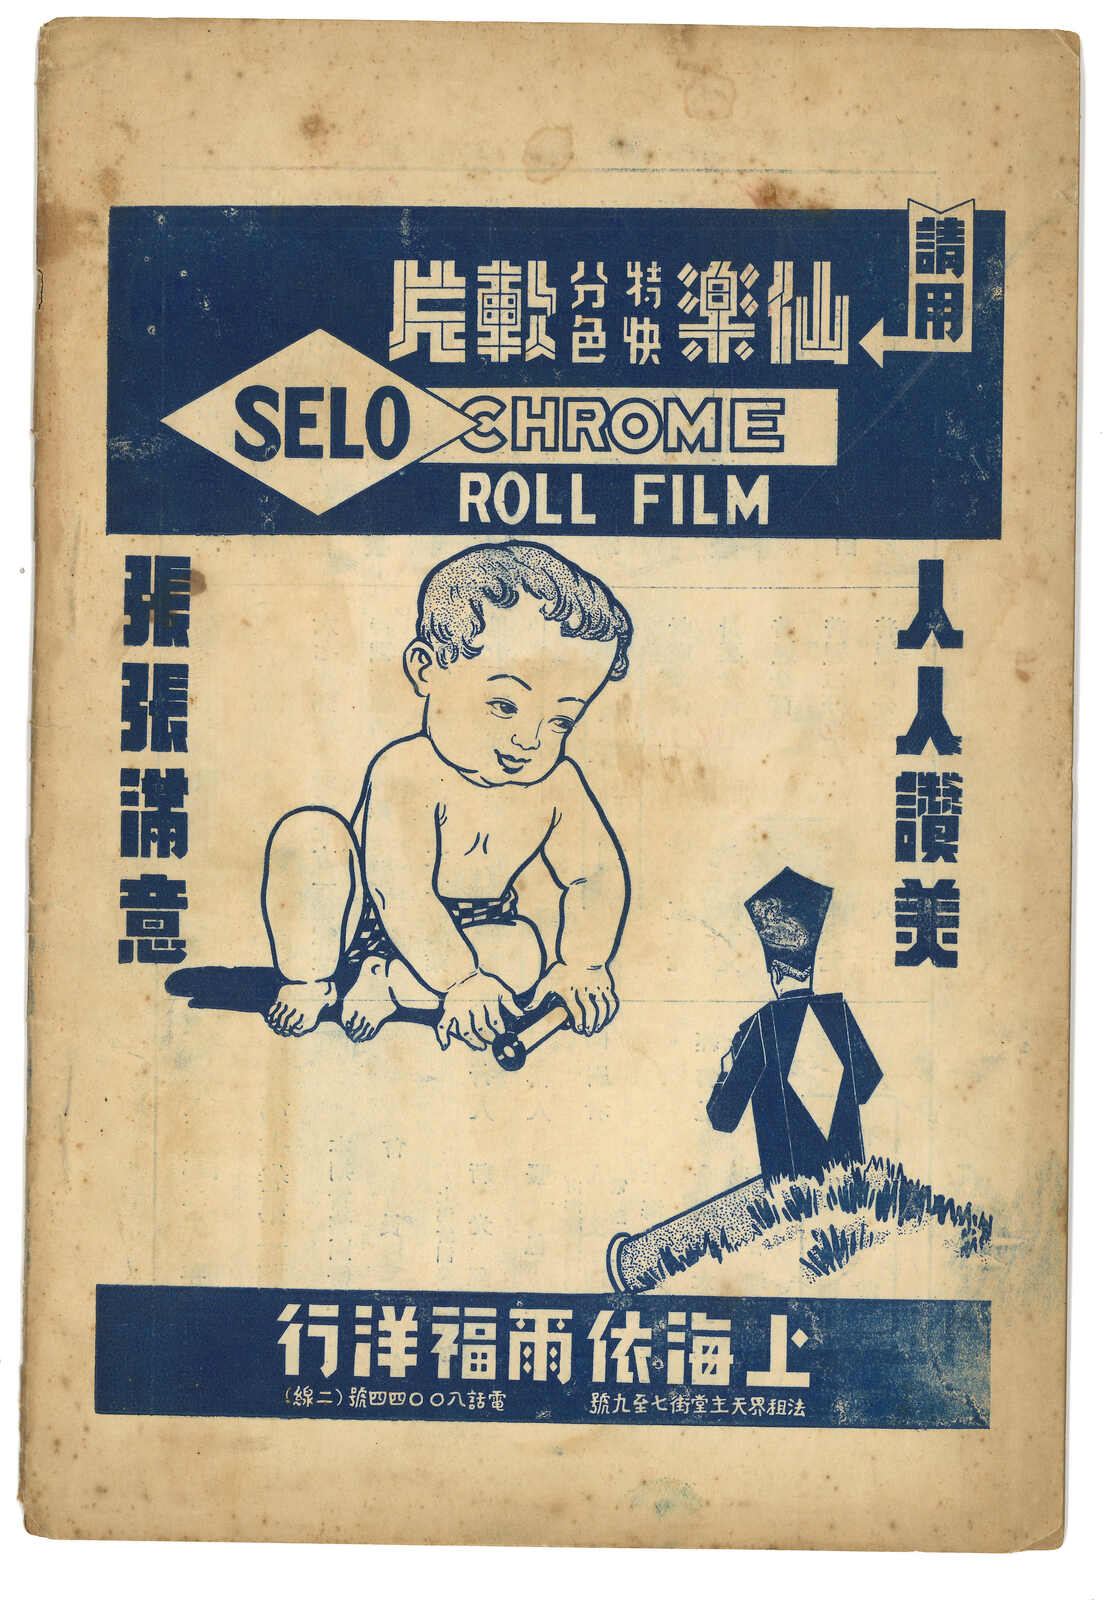 請用
仙樂特快分色軟片
SELO CHROME
ROLL FILM
人人讚美
張張滿意
上海依爾福洋行
法租界天主堂街七至九號
電話八〇〇四四號(二線)